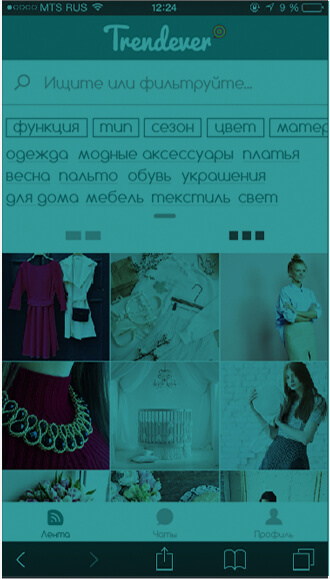 MTS RUS 12:24 9 %
Trendever
Ищите или фильтруйте...
функция тип сезон цвет матер
одежда модные аксессуары платья
весна пальто обувь украшения
для дома мебель текстиль свет
Лента Чаты Профиль